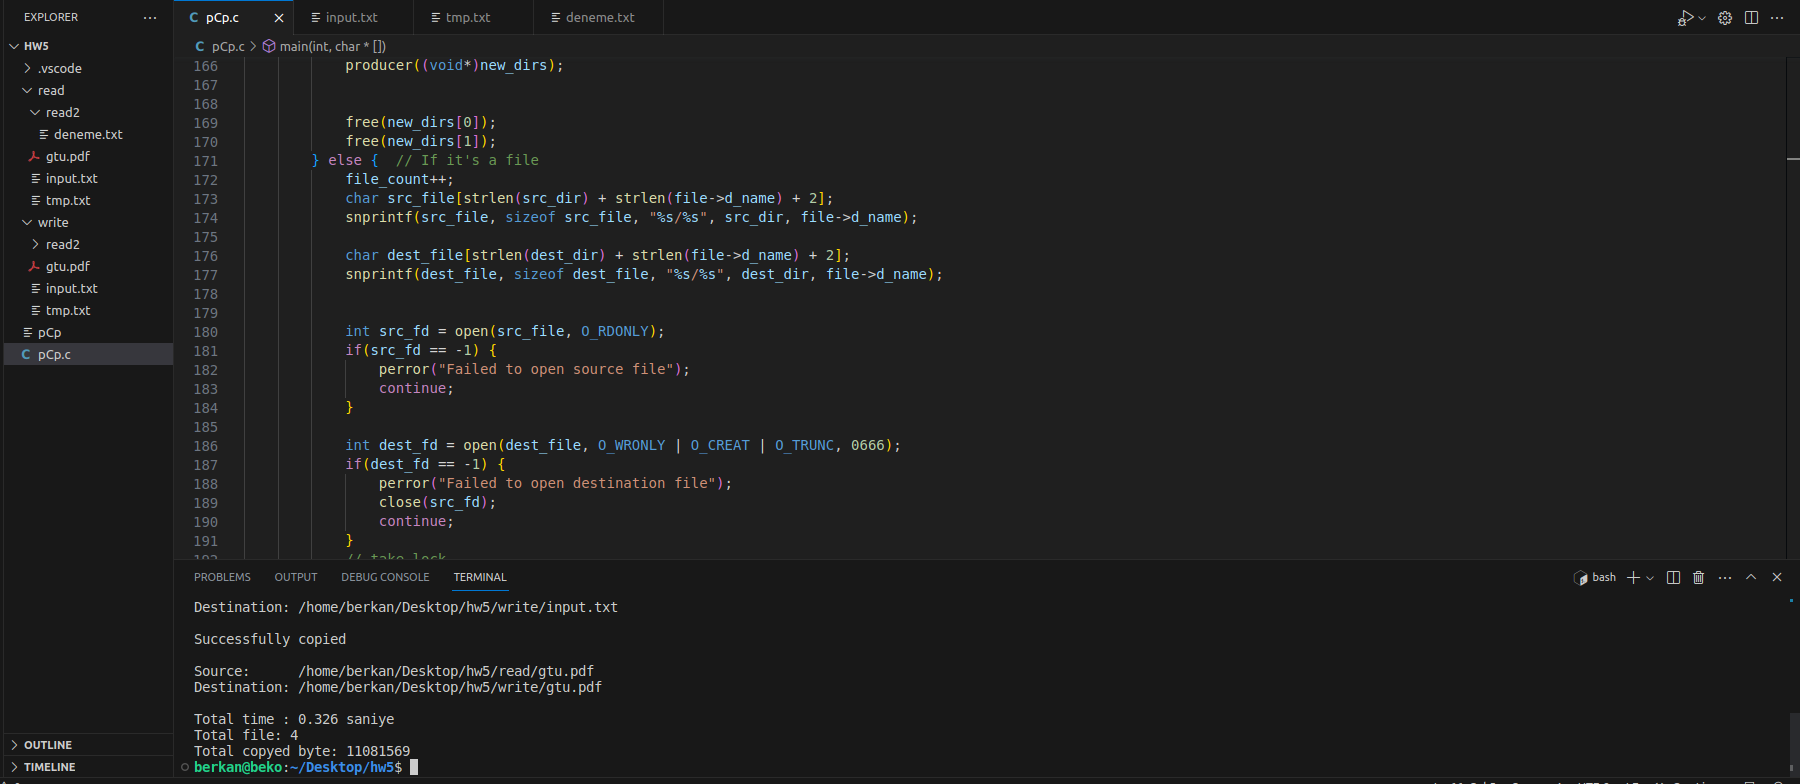 EXPLORER
HW5
.vscode
read
read2
deneme.txt
gtu.pdf
input.txt
tmp.txt
write
read2
gtu.pdf
input.txt
tmp.txt
pCp
C pCp.c
OUTLINE
TIMELINE
C pCp.c
input.txt
tmp.txt
deneme.txt
C pCp.c > main(int, char * [])
166 producer((void*)new_dirs);
167
168
169 free(new_dirs[0]);
170 free(new_dirs[1]);
171 } else { // If it's a file
172 file_count++;
173 char src_file[strlen(src_dir) + strlen(file->d_name) + 2];
174 snprintf(src_file, sizeof src_file, "%s/%s", src_dir, file->d_name);
175
176 char dest_file[strlen(dest_dir) + strlen(file->d_name) + 2];
177 snprintf(dest_file, sizeof dest_file, "%s/%s", dest_dir, file->d_name);
178
179
180 int src_fd = open(src_file, O_RDONLY);
181 if(src_fd == -1) {
182 perror("Failed to open source file");
183 continue;
184 }
185
186 int dest_fd = open(dest_file, O_WRONLY | O_CREAT | O_TRUNC, 0666);
187 if(dest_fd == -1) {
188 perror("Failed to open destination file");
189 close(src_fd);
190 continue;
191 }
192 // take lock
PROBLEMS OUTPUT DEBUG CONSOLE TERMINAL
bash
Destination: /home/berkan/Desktop/hw5/write/input.txt
Successfully copied
Source: /home/berkan/Desktop/hw5/read/gtu.pdf
Destination: /home/berkan/Desktop/hw5/write/gtu.pdf
Total time : 0.326 saniye
Total file: 4
Total copyed byte: 11081569
berkan@beko:~/Desktop/hw5$